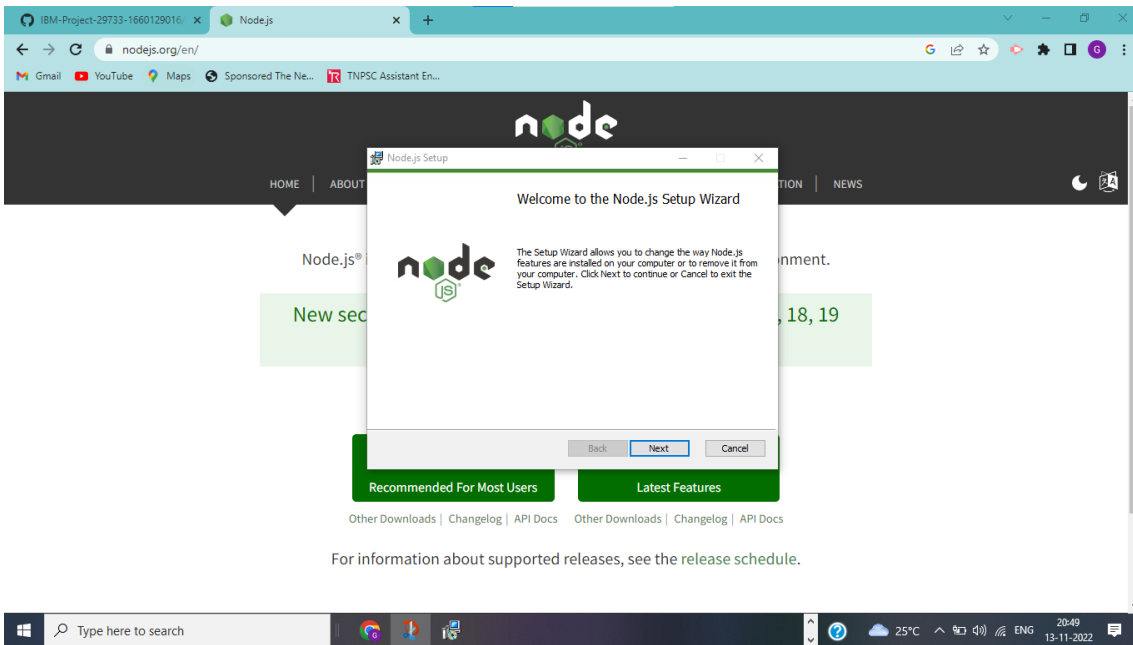 IBM-Project-29733-1660129016/
Node.js
nodejs.org/en/
G
Gmail
YouTube
Maps
Sponsored The Ne...
TNPSC Assistant En...
node
Node.js Setup
HOME
ABOUT
TION
NEWS
Welcome to the Node.js Setup Wizard
Node.js® i
nment.
node
JS
The Setup Wizard allows you to change the way Node.js
features are installed on your computer or to remove it from
your computer. Click Next to continue or Cancel to exit the
Setup Wizard.
New sec
, 18, 19
Back
Next
Cancel
Recommended For Most Users
Latest Features
Other Downloads | Changelog | API Docs
Other Downloads | Changelog | API Docs
For information about supported releases, see the release schedule.
Type here to search
25°C
ENG
20:49
13-11-2022